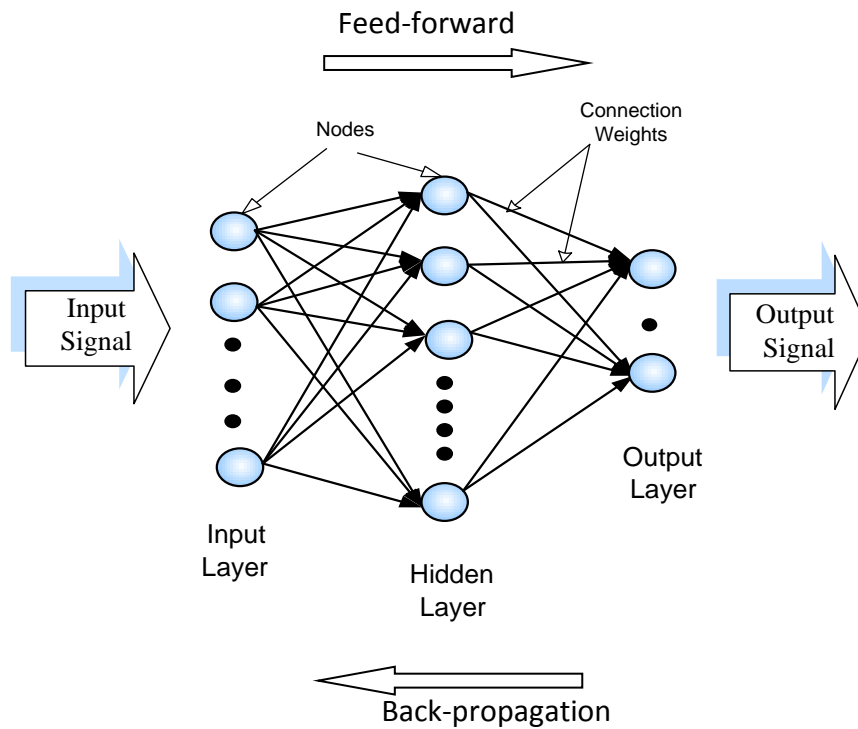 Feed-forward
Nodes
Connection
Weights
Input
Signal
Output
Signal
Input
Layer
Hidden
Layer
Output
Layer
Back-propagation